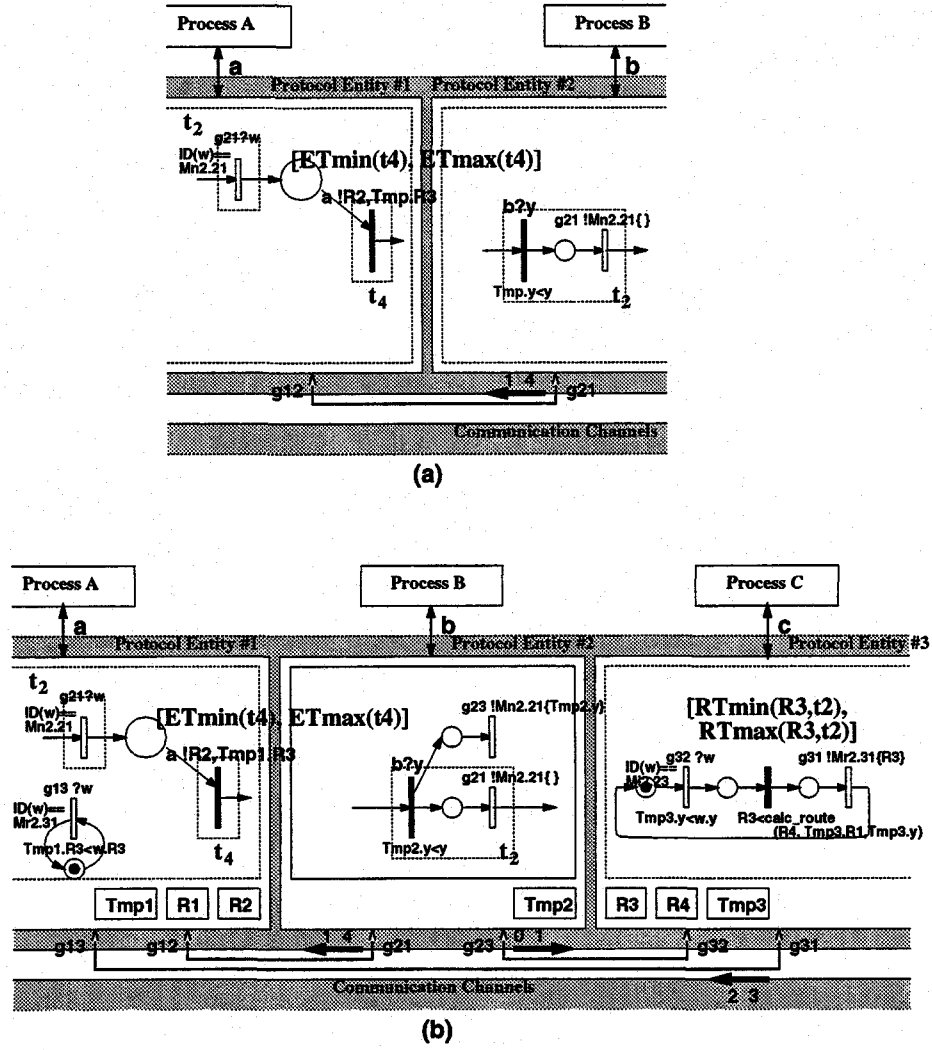 Process A
Process B
a
b
Protocol Entity #1
Protocol Entity #2
t2
g21?w
ID(w)==
Mn2.21
[ETmin(t4), ETmax(t4)]
a !R2,Tmp.R3
t4
b?y
g21 !Mn2.21{ }
Tmp.y<y
t2
g12
1 4
g21
Communication Channels
(a)
Process A
Process B
Process C
a
b
c
Protocol Entity #1
Protocol Entity #2
Protocol Entity #3
t2
g21?w
ID(w)==
Mn2.21
[ETmin(t4), ETmax(t4)]
a !R2,Tmp1.R3
g13 ?w
ID(w)==
Mr2.31
Tmp1.R3<w.R3
t4
g23 !Mn2.21{Tmp2.y}
b?y
g21 !Mn2.21{ }
Tmp2.y<y
t2
[RTmin(R3,t2),
RTmax(R3,t2)]
ID(w)==
g32 ?w
g31 !Mr2.31{R3}
Tmp3.y<w.y
R3<calc_route
(R4, Tmp3.R1,Tmp3.y)
Tmp1
R1
R2
Tmp2
R3
R4
Tmp3
g13
g12
1 4
g21
g23
0 1
g32
g31
Communication Channels
2 3
(b)